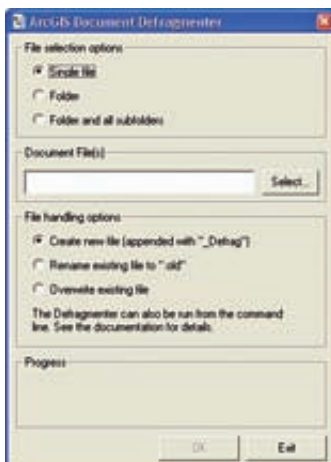 ArcGIS Document Defragmenter
File selection options
Single file
Folder
Folder and all subfolders
Document File(s)
Select...
File handling options
Create new file (appended with "_Defrag")
Rename existing file to ".old"
Overwrite existing file
The Defragmenter can also be run from the command
line. See the documentation for details.
Progress
OK
Exit